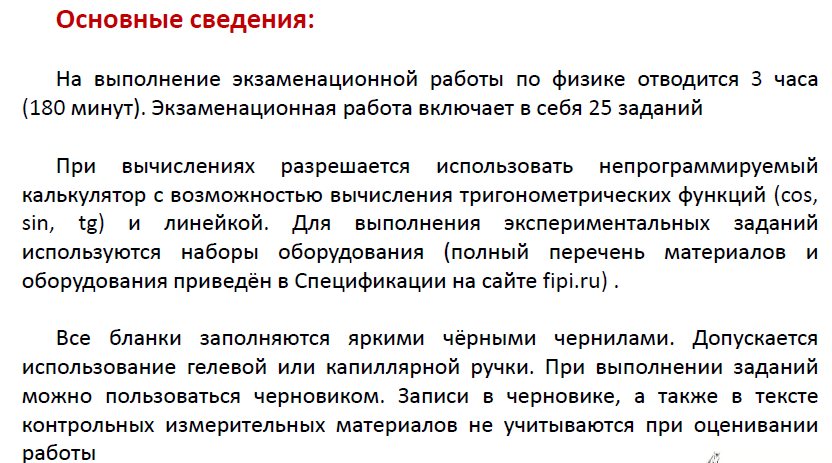 Основные сведения:
На выполнение экзаменационной работы по физике отводится 3 часа
(180 минут). Экзаменационная работа включает в себя 25 заданий
При вычислениях разрешается использовать непрограммируемый
калькулятор с возможностью вычисления тригонометрических функций (cos,
sin, tg) и линейкой. Для выполнения экспериментальных заданий
используются наборы оборудования (полный перечень материалов и
оборудования приведён в Спецификации на сайте fipi.ru) .
Все бланки заполняются яркими чёрными чернилами. Допускается
использование гелевой или капиллярной ручки. При выполнении заданий
можно пользоваться черновиком. Записи в черновике, а также в тексте
контрольных измерительных материалов не учитываются при оценивании
работы